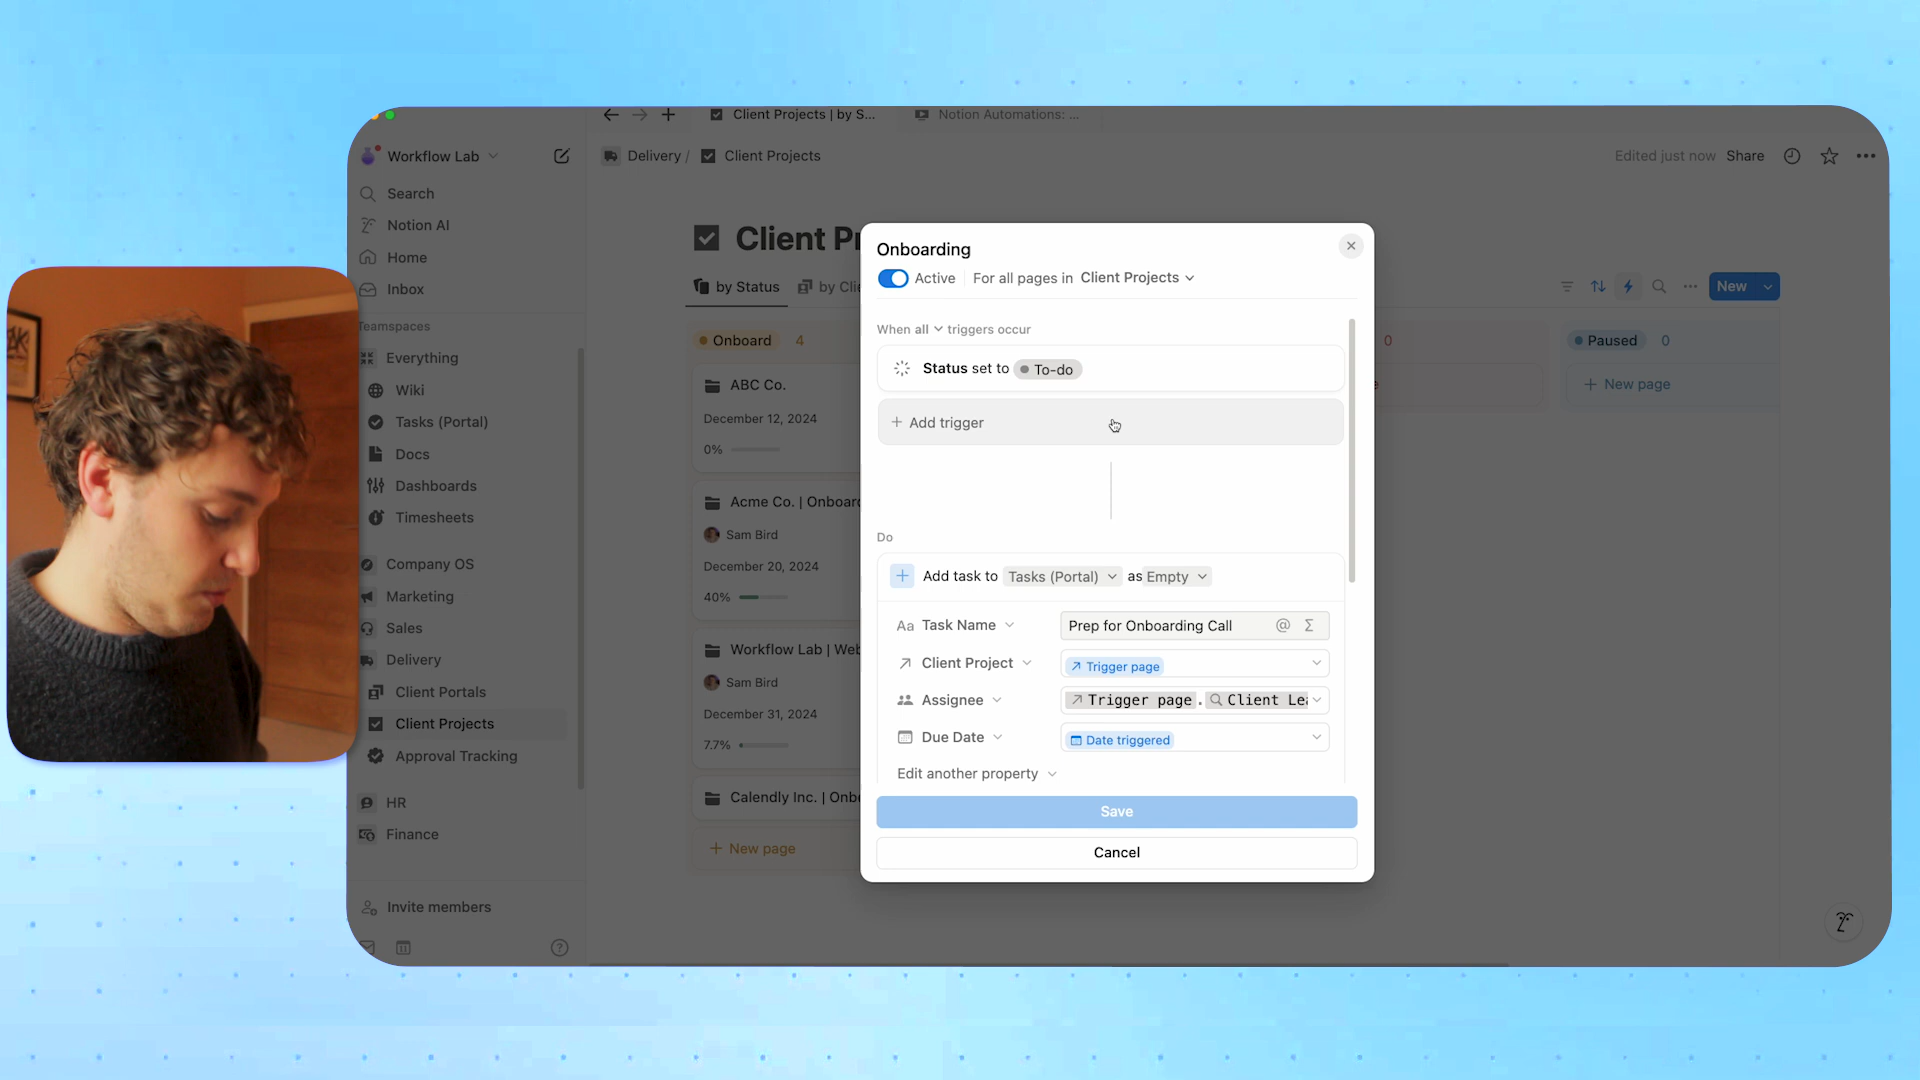 Client Projects | by S...
Notion Automations: ...
Workflow Lab
Delivery /
Client Projects
Edited just now
Share
Search
Notion AI
Home
Inbox
Teamspaces
Everything
Wiki
Tasks (Portal)
Docs
Dashboards
Timesheets
Company OS
Marketing
Sales
Delivery
Client Portals
Client Projects
Approval Tracking
HR
Finance
Invite members
Client P
by Status
by Clie
New
Onboard 4
ABC Co.
December 12, 2024
0%
Acme Co. | Onboar
Sam Bird
December 20, 2024
40%
Workflow Lab | Web
Sam Bird
December 31, 2024
7.7%
Calendly Inc. | Onb
+ New page
0
Paused 0
+ New page
Onboarding
Active
For all pages in Client Projects
When all triggers occur
Status set to To-do
+ Add trigger
Do
Add task to Tasks (Portal) as Empty
Aa Task Name
Prep for Onboarding Call @ Σ
Client Project
Trigger page
Assignee
Trigger page . Client Lea
Due Date
Date triggered
Edit another property
Save
Cancel